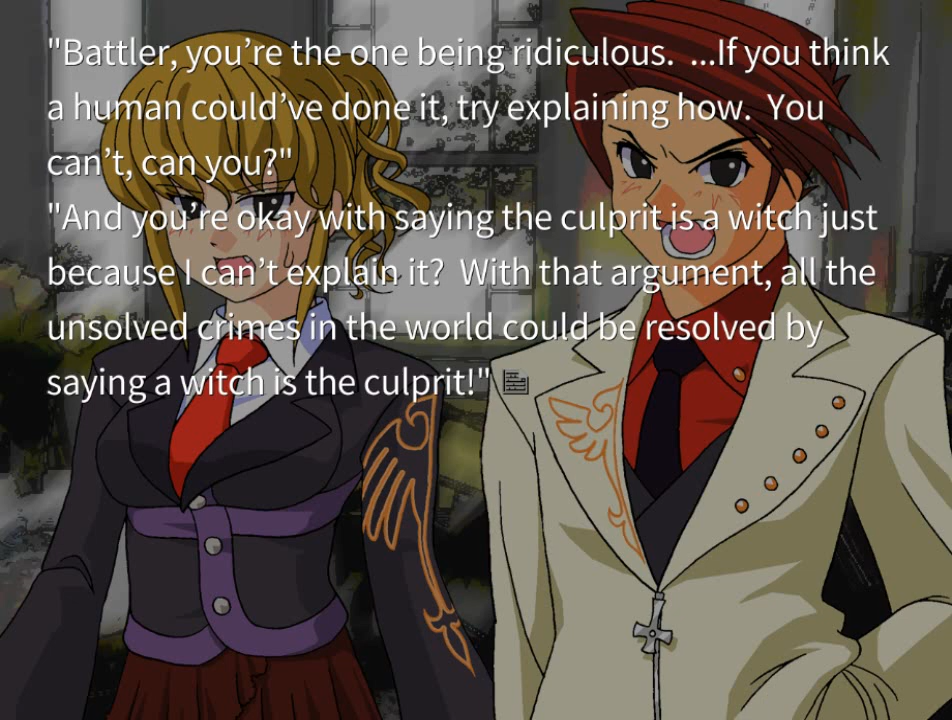 "Battler, you’re the one being ridiculous.  ...If you think
a human could’ve done it, try explaining how.  You
can’t, can you?"
"And you’re okay with saying the culprit is a witch just
because I can’t explain it?  With that argument, all the
unsolved crimes in the world could be resolved by
saying a witch is the culprit!"